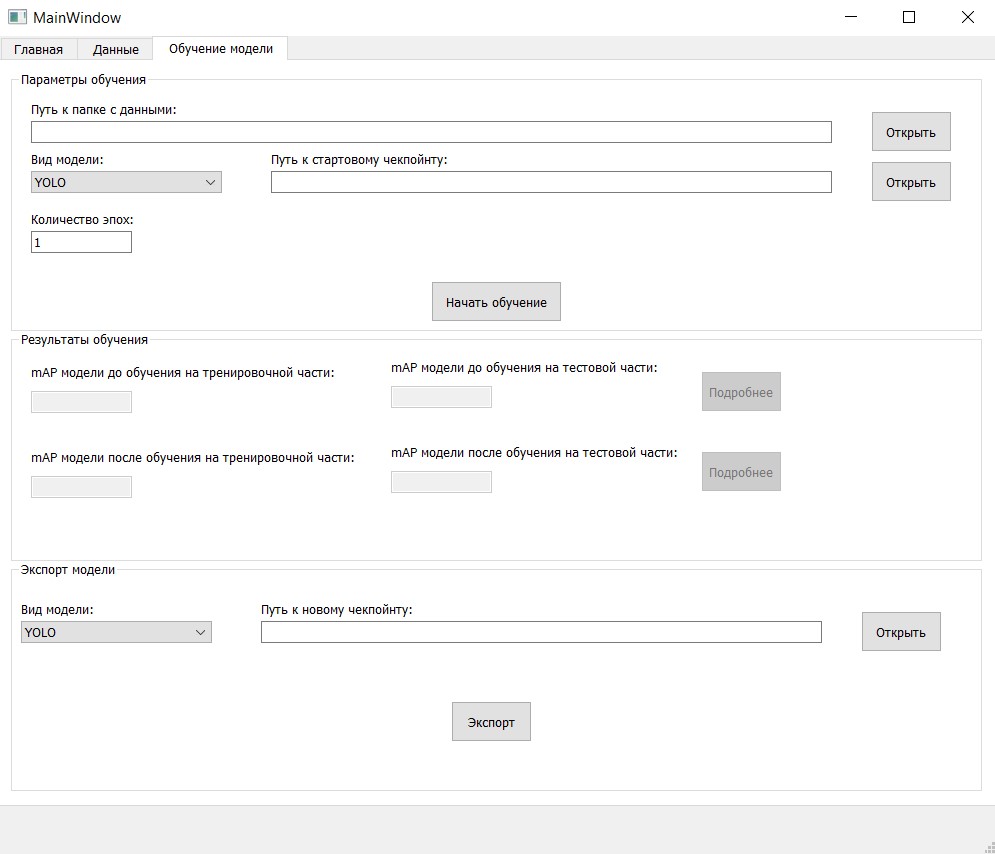 MainWindow
Главная Данные Обучение модели
Параметры обучения
Путь к папке с данными:
Открыть
Вид модели: Путь к стартовому чекпойнту:
YOLO Открыть
Количество эпох:
1
Начать обучение
Результаты обучения
mAP модели до обучения на тренировочной части: mAP модели до обучения на тестовой части:
Подробнее
mAP модели после обучения на тренировочной части: mAP модели после обучения на тестовой части:
Подробнее
Экспорт модели
Вид модели: Путь к новому чекпойнту:
YOLO Открыть
Экспорт